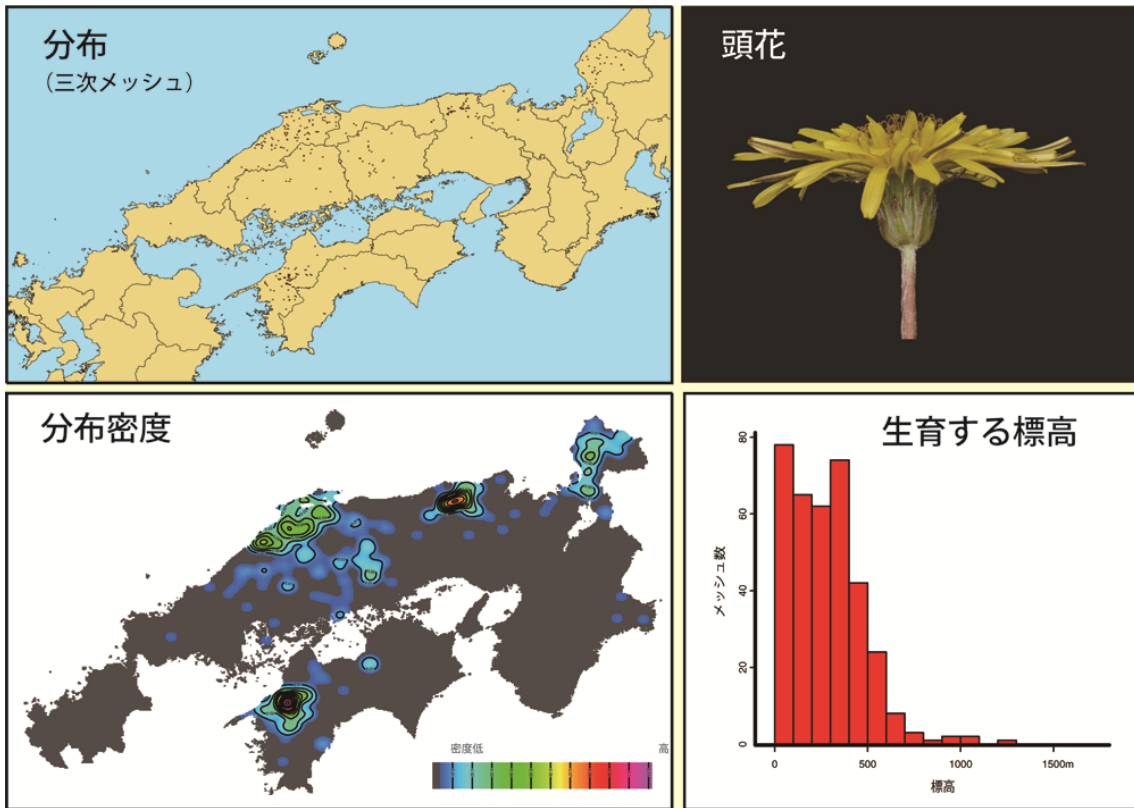 分布
（三次メッシュ）
頭花
分布密度
密度低
高
生育する標高
メッシュ数
80
60
40
20
0
0
500
1000
1500m
標高